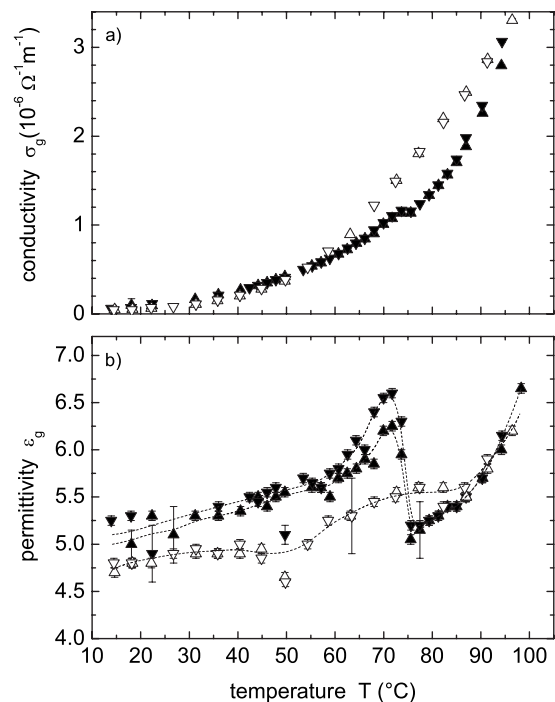 a)
3
2
1
0
conductivity σg(10⁻⁶ Ω⁻¹m⁻¹)
b)
7.0
6.5
6.0
5.5
5.0
4.5
4.0
permittivity εg
10 20 30 40 50 60 70 80 90 100
temperature T (°C)